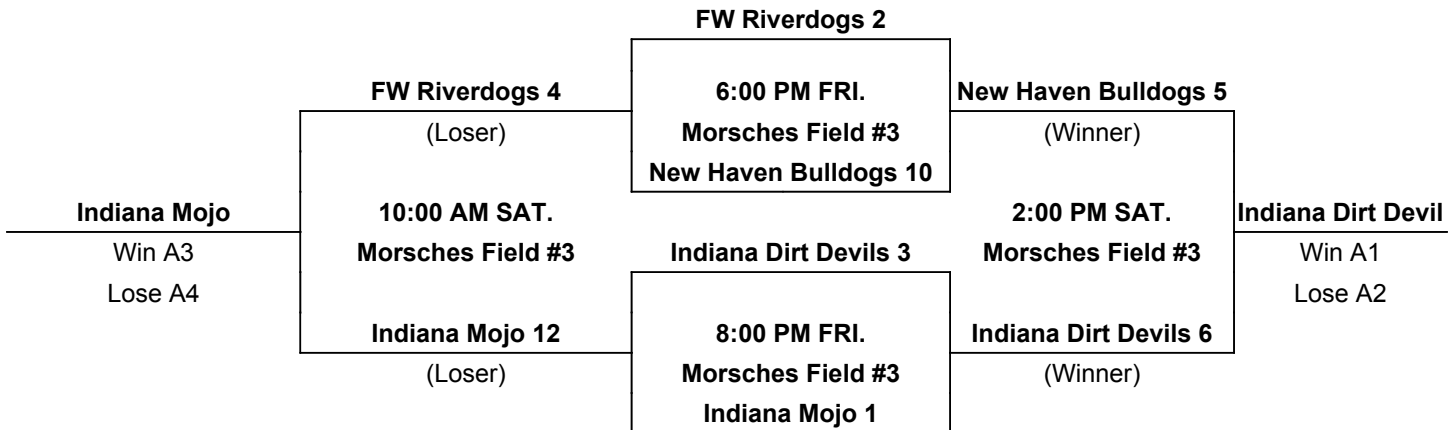 FW Riverdogs 2
FW Riverdogs 4
6:00 PM FRI.
New Haven Bulldogs 5
(Loser)
Morsches Field #3
(Winner)
New Haven Bulldogs 10
Indiana Mojo
10:00 AM SAT.
2:00 PM SAT.
Indiana Dirt Devil
Win A3
Morsches Field #3
Indiana Dirt Devils 3
Morsches Field #3
Win A1
Lose A4
Lose A2
Indiana Mojo 12
8:00 PM FRI.
Indiana Dirt Devils 6
(Loser)
Morsches Field #3
(Winner)
Indiana Mojo 1